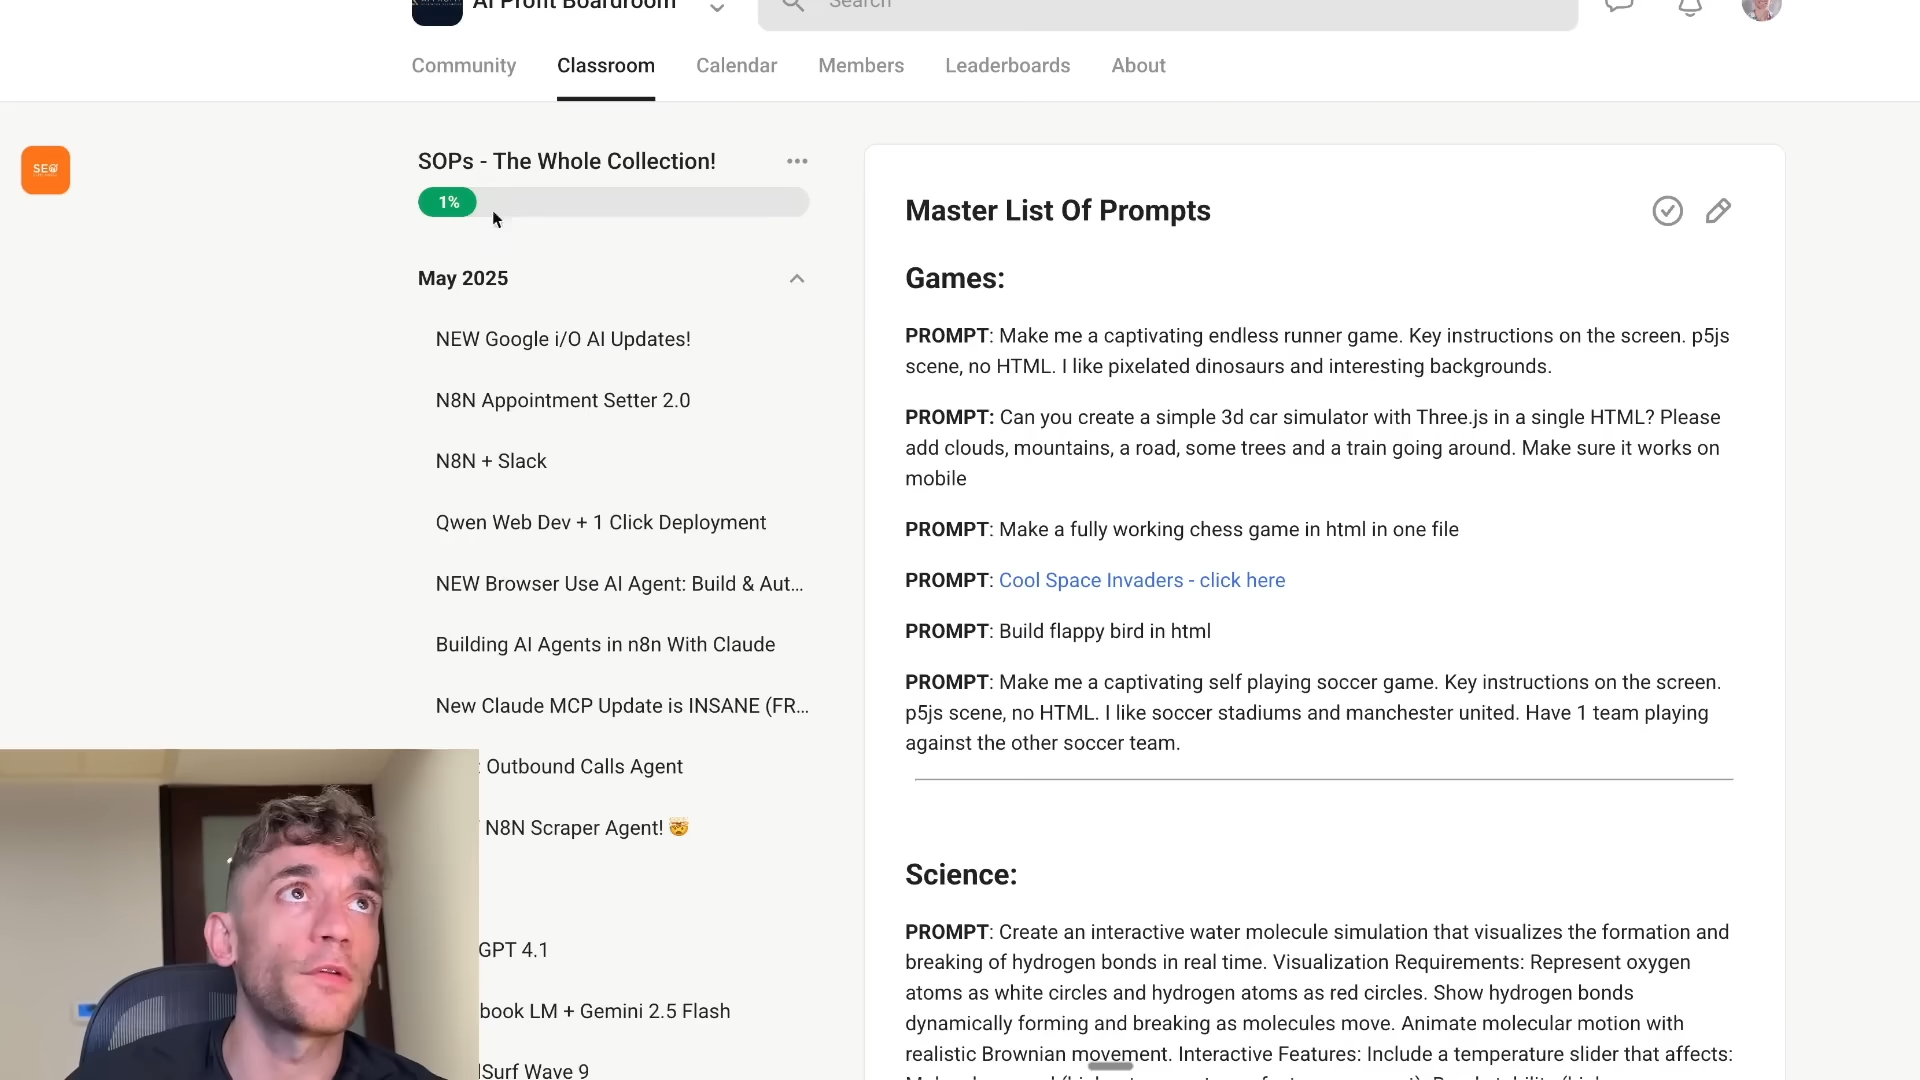 AI Profit Boardroom
Search
Community
Classroom
Calendar
Members
Leaderboards
About
SEO
SOPs - The Whole Collection!
1%
May 2025
NEW Google i/O AI Updates!
N8N Appointment Setter 2.0
N8N + Slack
Qwen Web Dev + 1 Click Deployment
NEW Browser Use AI Agent: Build & Aut...
Building AI Agents in n8n With Claude
New Claude MCP Update is INSANE (FR...
: Outbound Calls Agent
N8N Scraper Agent! 🤯
GPT 4.1
book LM + Gemini 2.5 Flash
Surf Wave 9
Master List Of Prompts
Games:
PROMPT: Make me a captivating endless runner game. Key instructions on the screen. p5js
scene, no HTML. I like pixelated dinosaurs and interesting backgrounds.
PROMPT: Can you create a simple 3d car simulator with Three.js in a single HTML? Please
add clouds, mountains, a road, some trees and a train going around. Make sure it works on
mobile
PROMPT: Make a fully working chess game in html in one file
PROMPT: Cool Space Invaders - click here
PROMPT: Build flappy bird in html
PROMPT: Make me a captivating self playing soccer game. Key instructions on the screen.
p5js scene, no HTML. I like soccer stadiums and manchester united. Have 1 team playing
against the other soccer team.
Science:
PROMPT: Create an interactive water molecule simulation that visualizes the formation and
breaking of hydrogen bonds in real time. Visualization Requirements: Represent oxygen
atoms as white circles and hydrogen atoms as red circles. Show hydrogen bonds
dynamically forming and breaking as molecules move. Animate molecular motion with
realistic Brownian movement. Interactive Features: Include a temperature slider that affects: